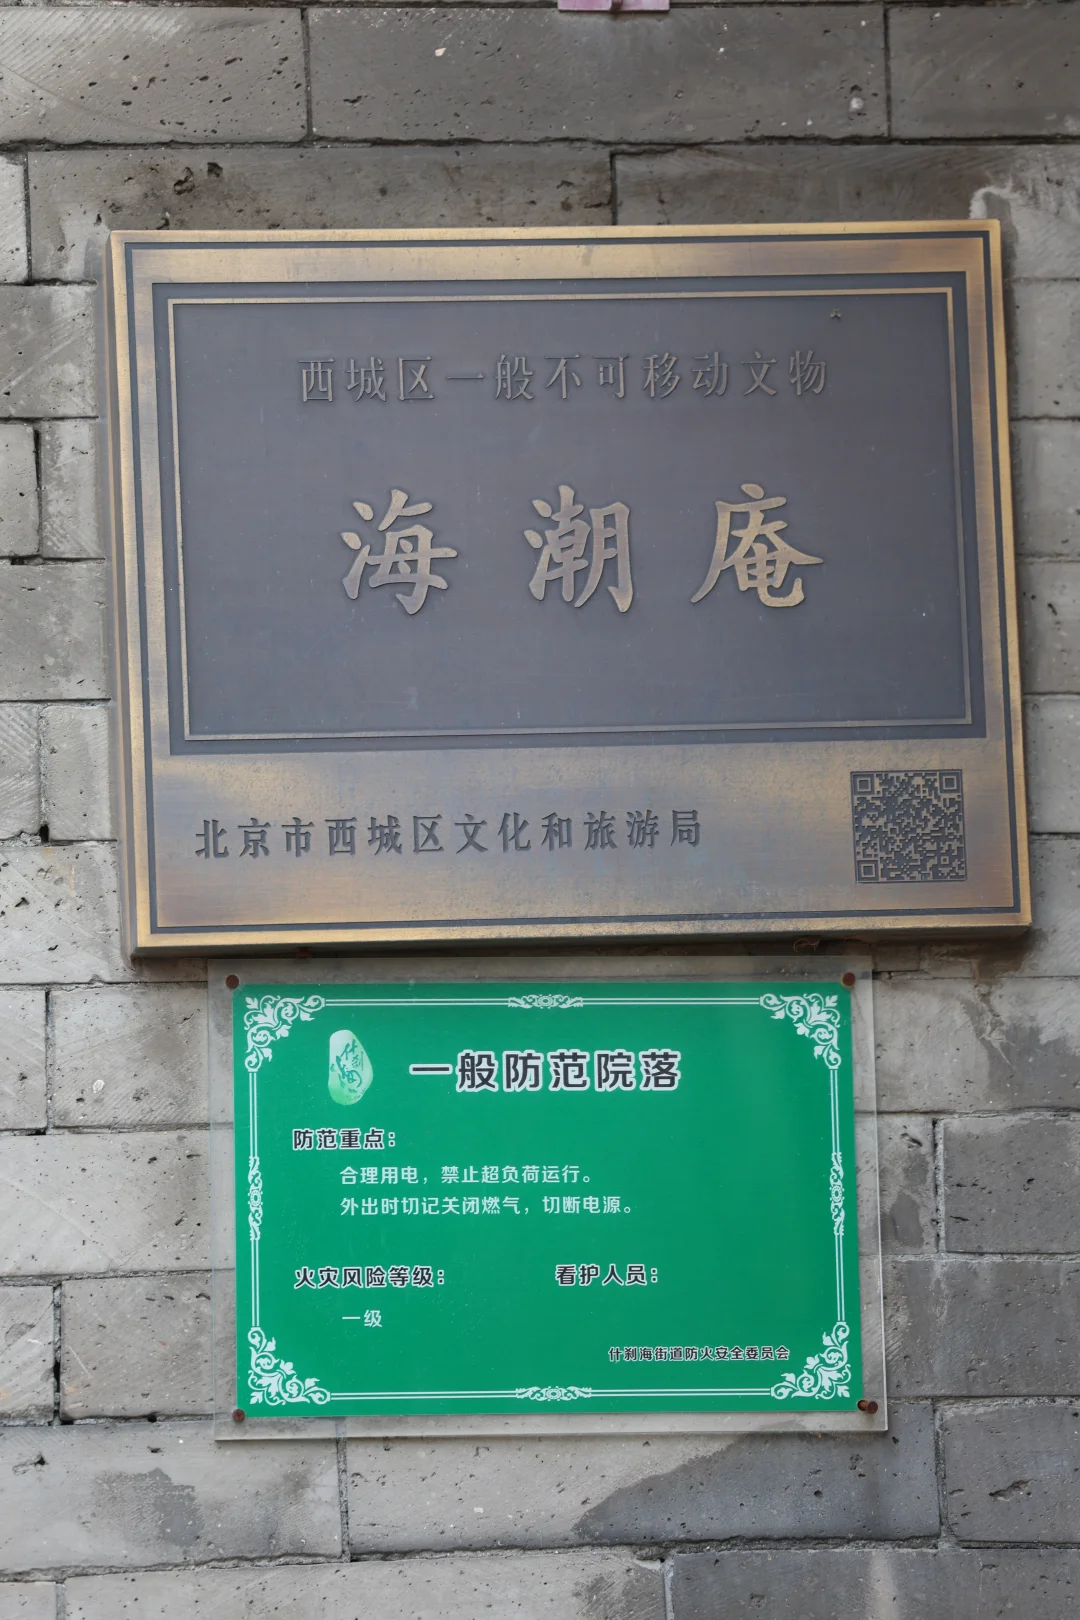 西城区一般不可移动文物
海潮庵
北京市西城区文化和旅游局
什刹海
一般防范院落
防范重点：
合理用电，禁止超负荷运行。
外出时切记关闭燃气，切断电源。
火灾风险等级： 看护人员：
一级
什刹海街道防火安全委员会